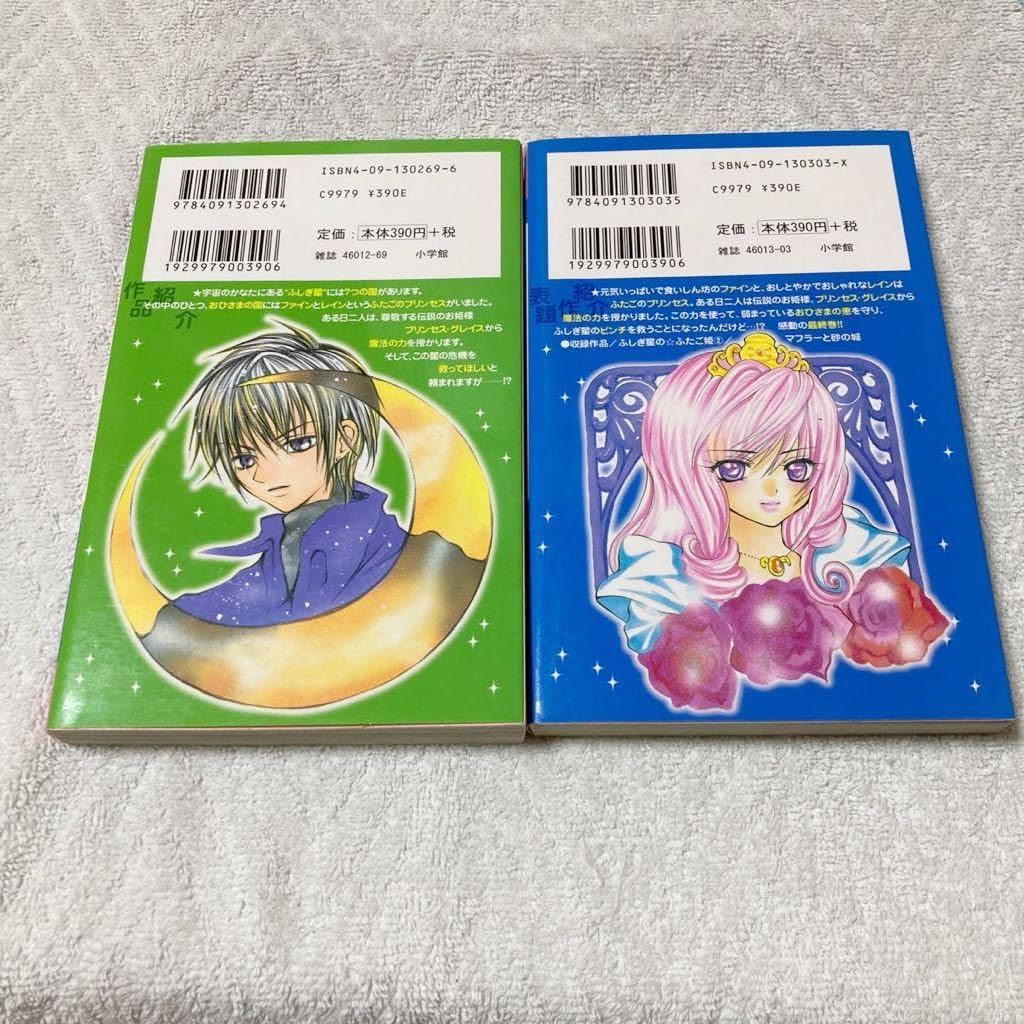 ISBN4-09-130269-6
C9979 ¥390E
9784091302694
定価:本体390円+税
雑誌 46012-69 小学館
1929979003906
作品紹介
★宇宙のかなたにある"ふしぎ星"には7つの国があります。
その中のひとつ、おひさまの国にはファインとレインというふたごのプリンセスがいました。
ある日二人は、尊敬する伝説のお姫様
プリンセス・グレイスから
魔法の力を授かります。
そして、この星の危機を
救ってほしいと
頼まれますが――!?
ISBN4-09-130303-X
C9979 ¥390E
9784091303035
定価:本体390円+税
雑誌 46013-03 小学館
1929979003906
表題作紹介
★元気いっぱいで食いしん坊のファインと、おしとやかでおしゃれなレインは
ふたごのプリンセス。ある日二人は伝説のお姫様、プリンセス・グレイスから
魔法の力を授かりました。この力を使って、弱まっているおひさまの恵を守り、
ふしぎ星のピンチを救うことになったんだけど…!? 感動の最終巻!!
●収録作品/ふしぎ星の☆ふたご姫② マフラーと砂の城